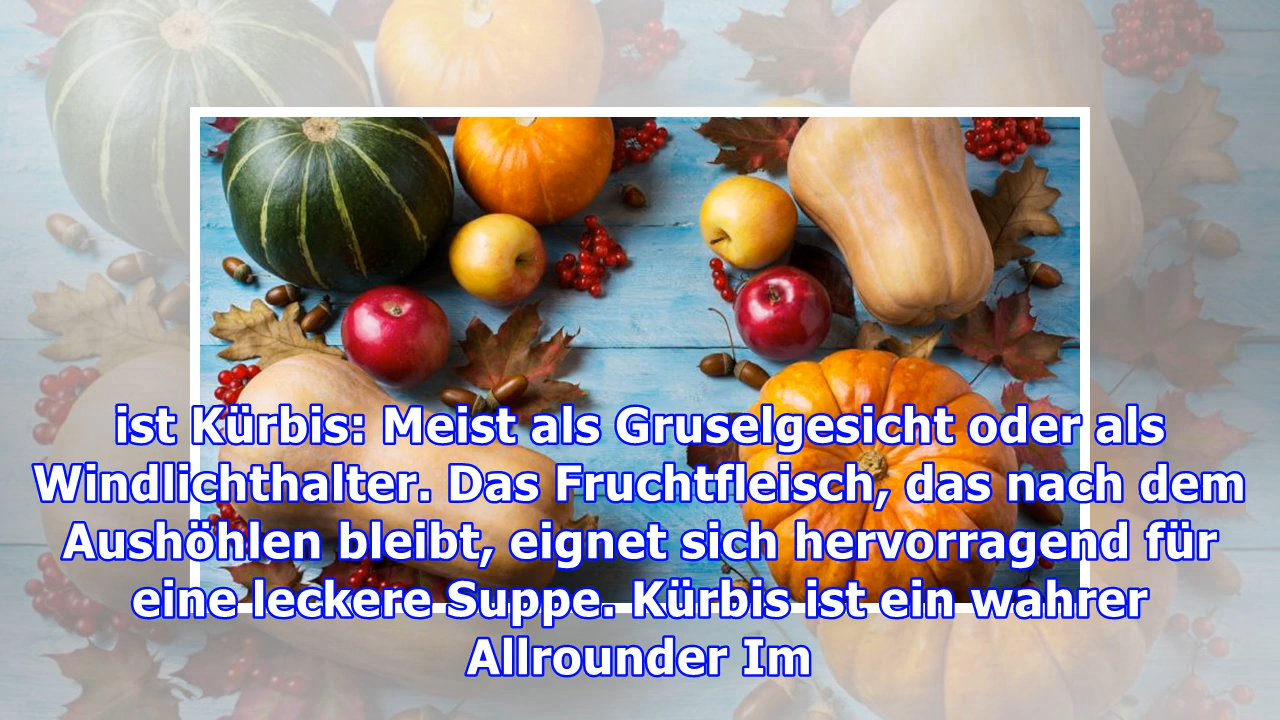 ist Kürbis: Meist als Gruselgesicht oder als
Windlichthalter. Das Fruchtfleisch, das nach dem
Aushöhlen bleibt, eignet sich hervorragend für
eine leckere Suppe. Kürbis ist ein wahrer
Allrounder Im